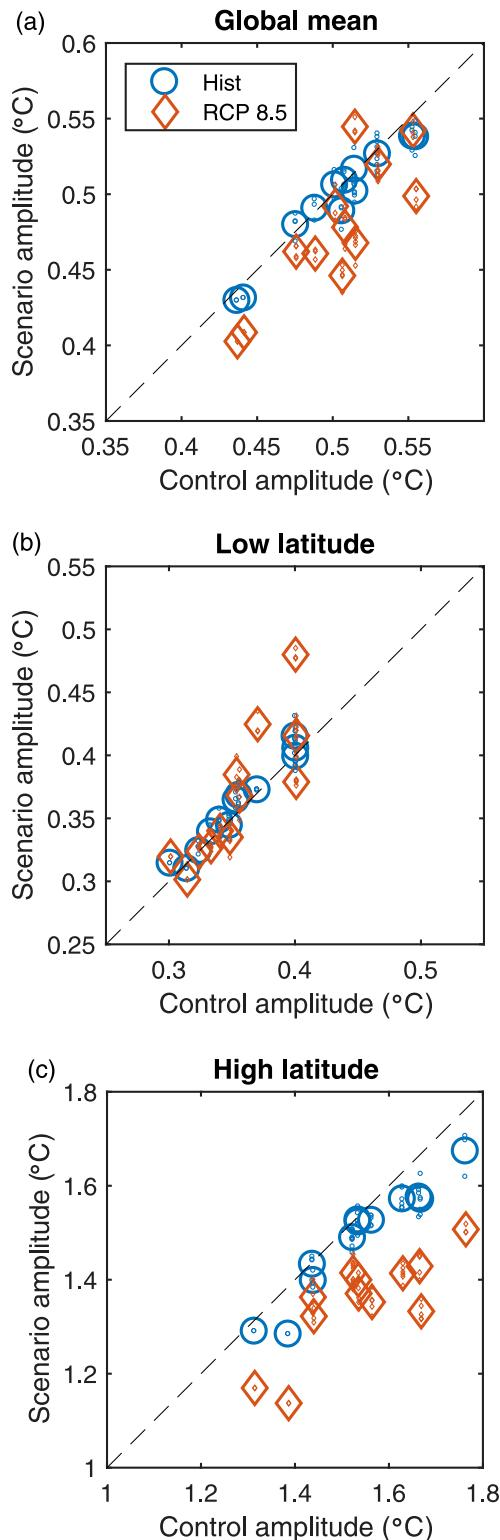 (a)
Global mean
0.6
0.55
0.5
0.45
0.4
0.35
Scenario amplitude (°C)
Hist
RCP 8.5
0.35
0.4
0.45
0.5
0.55
Control amplitude (°C)
(b)
Low latitude
0.55
0.5
0.45
0.4
0.35
0.3
0.25
Scenario amplitude (°C)
0.3
0.4
0.5
Control amplitude (°C)
(c)
High latitude
1.8
1.6
1.4
1.2
1
Scenario amplitude (°C)
1
1.2
1.4
1.6
1.8
Control amplitude (°C)